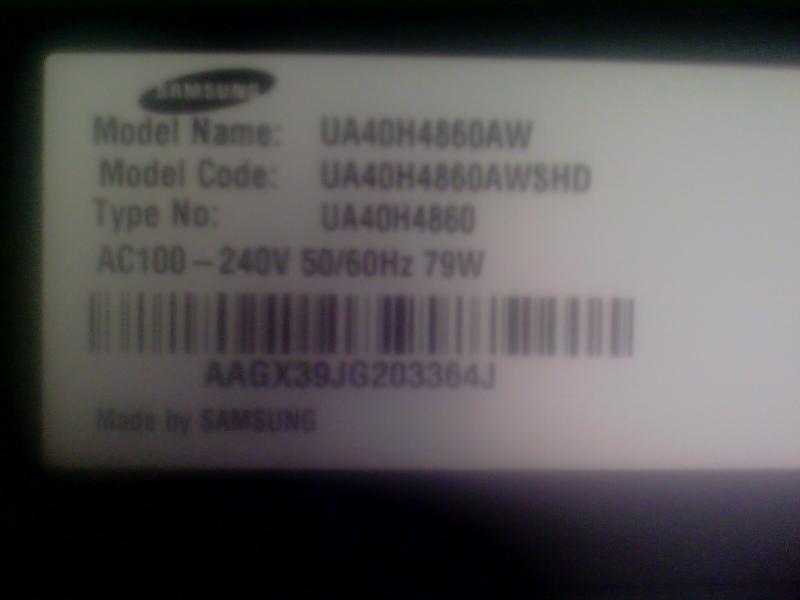 SAMSUNG
Model Name: UA40H4860AW
Model Code: UA40H4860AWSHD
Type No: UA40H4860
AC100 – 240V 50/60Hz 79W
AAGX39JG203364J
Made by SAMSUNG